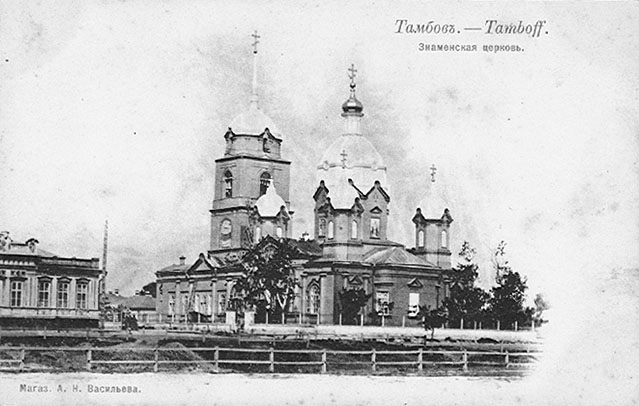 Тамбовъ. — Tamboff.
Знаменская церковь.
Магаз. А. Н. Васильева.